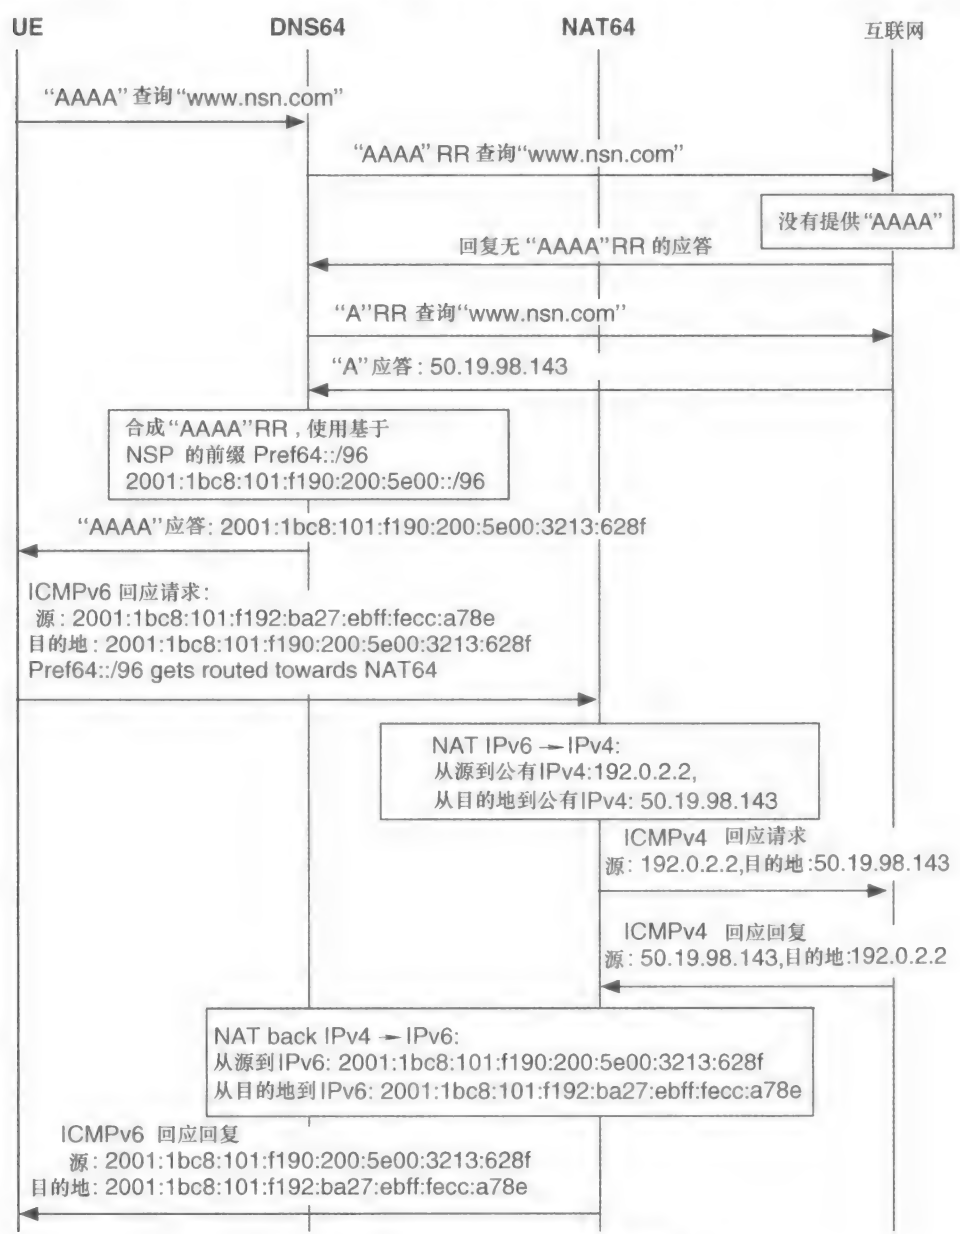 UE DNS64 NAT64 互联网
“AAAA” 查询“www.nsn.com”
“AAAA” RR 查询“www.nsn.com”
没有提供“AAAA”
回复无 “AAAA”RR 的应答
“A”RR 查询“www.nsn.com”
“A”应答: 50.19.98.143
合成“AAAA”RR , 使用基于
NSP 的前缀 Pref64::/96
2001:1bc8:101:f190:200:5e00::/96
“AAAA”应答: 2001:1bc8:101:f190:200:5e00:3213:628f
ICMPv6 回应请求:
源: 2001:1bc8:101:f192:ba27:ebff:fecc:a78e
目的地: 2001:1bc8:101:f190:200:5e00:3213:628f
Pref64::/96 gets routed towards NAT64
NAT IPv6 → IPv4:
从源到公有IPv4:192.0.2.2,
从目的地到公有IPv4: 50.19.98.143
ICMPv4 回应请求
源: 192.0.2.2,目的地:50.19.98.143
ICMPv4 回应回复
源: 50.19.98.143,目的地:192.0.2.2
NAT back IPv4 → IPv6:
从源到IPv6: 2001:1bc8:101:f190:200:5e00:3213:628f
从目的地到IPv6: 2001:1bc8:101:f192:ba27:ebff:fecc:a78e
ICMPv6 回应回复
源: 2001:1bc8:101:f190:200:5e00:3213:628f
目的地: 2001:1bc8:101:f192:ba27:ebff:fecc:a78e